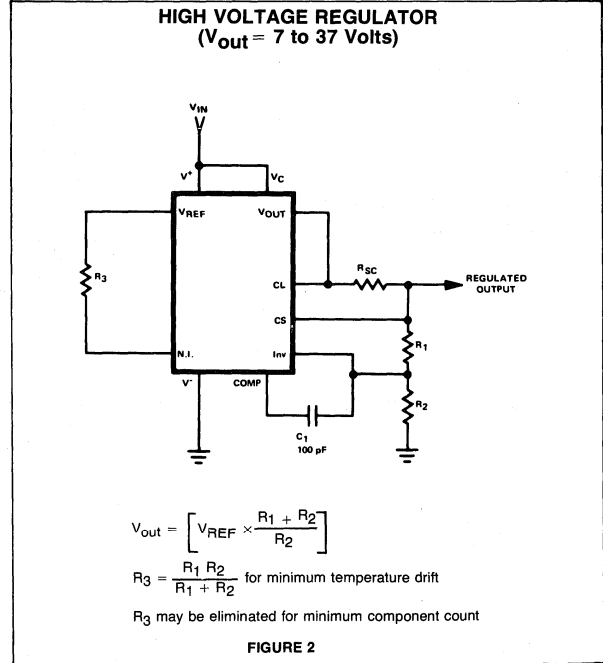 HIGH VOLTAGE REGULATOR
(Vout = 7 to 37 Volts)
VIN
V+ VC
VREF VOUT
R3
RSC
REGULATED
OUTPUT
CL
CS
R1
N.I. Inv
V- COMP
R2
C1
100 pF
Vout = [VREF × R1 + R2 / R2]
R3 = R1 R2 / R1 + R2 for minimum temperature drift
R3 may be eliminated for minimum component count
FIGURE 2